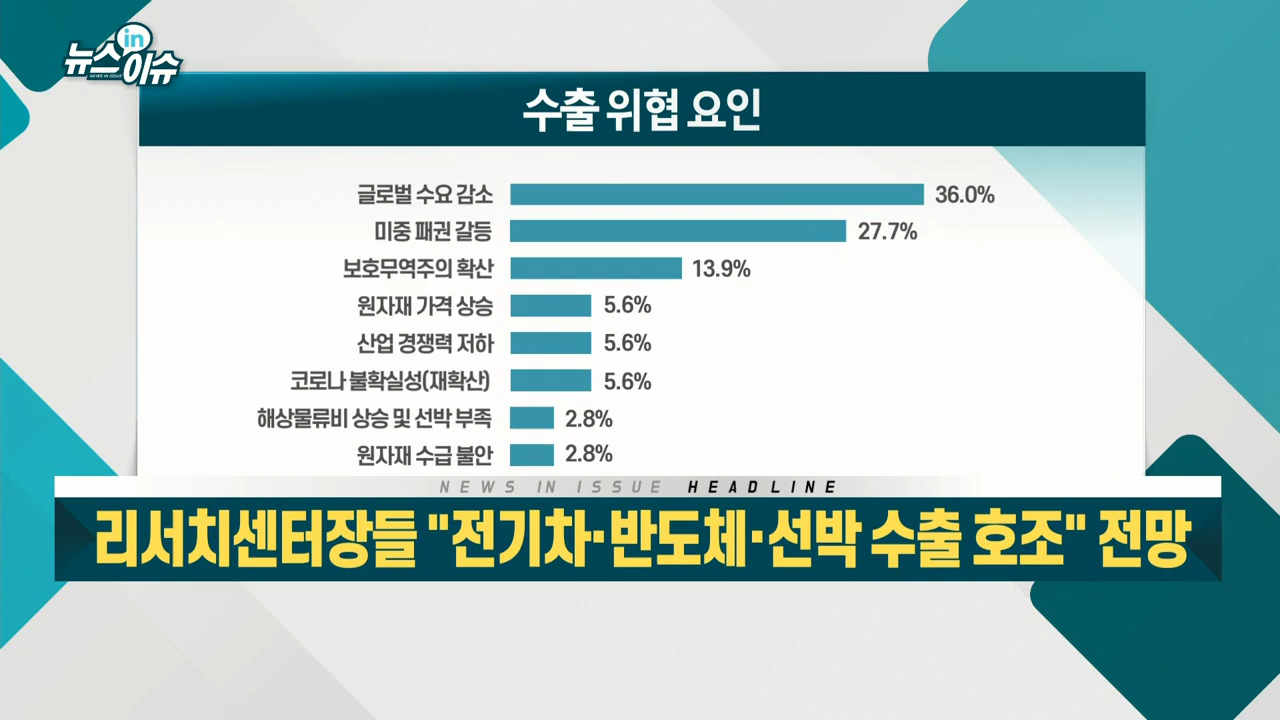 뉴스in이슈
NEWS IN ISSUE
수출 위협 요인
글로벌 수요 감소 36.0%
미중 패권 갈등 27.7%
보호무역주의 확산 13.9%
원자재 가격 상승 5.6%
산업 경쟁력 저하 5.6%
코로나 불확실성(재확산) 5.6%
해상물류비 상승 및 선박 부족 2.8%
원자재 수급 불안 2.8%
NEWS IN ISSUE HEADLINE
리서치센터장들 "전기차·반도체·선박 수출 호조" 전망